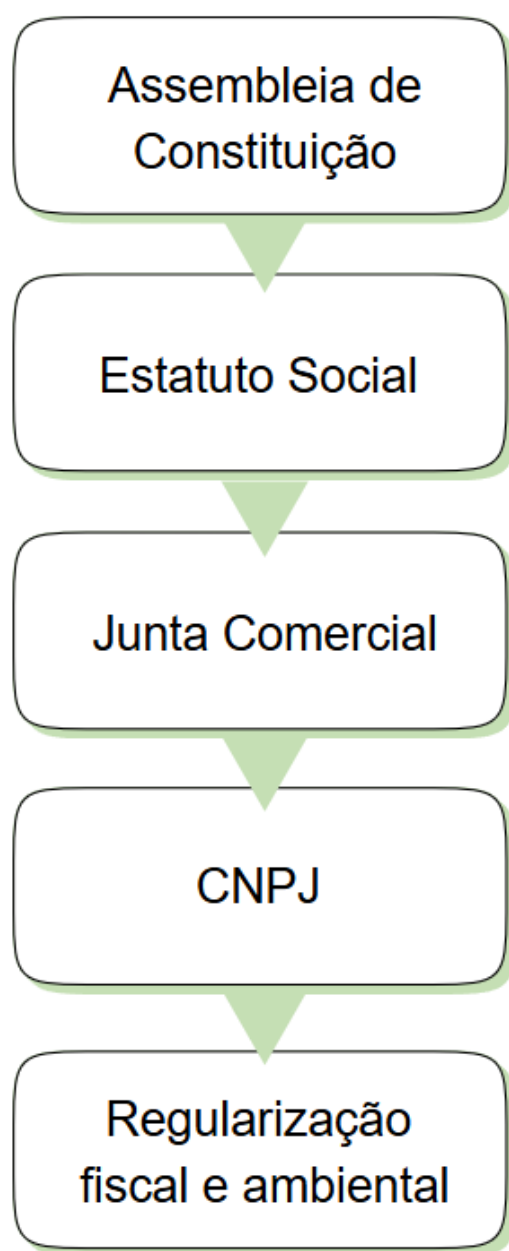 Assembleia de
Constituição
Estatuto Social
Junta Comercial
CNPJ
Regularização
fiscal e ambiental